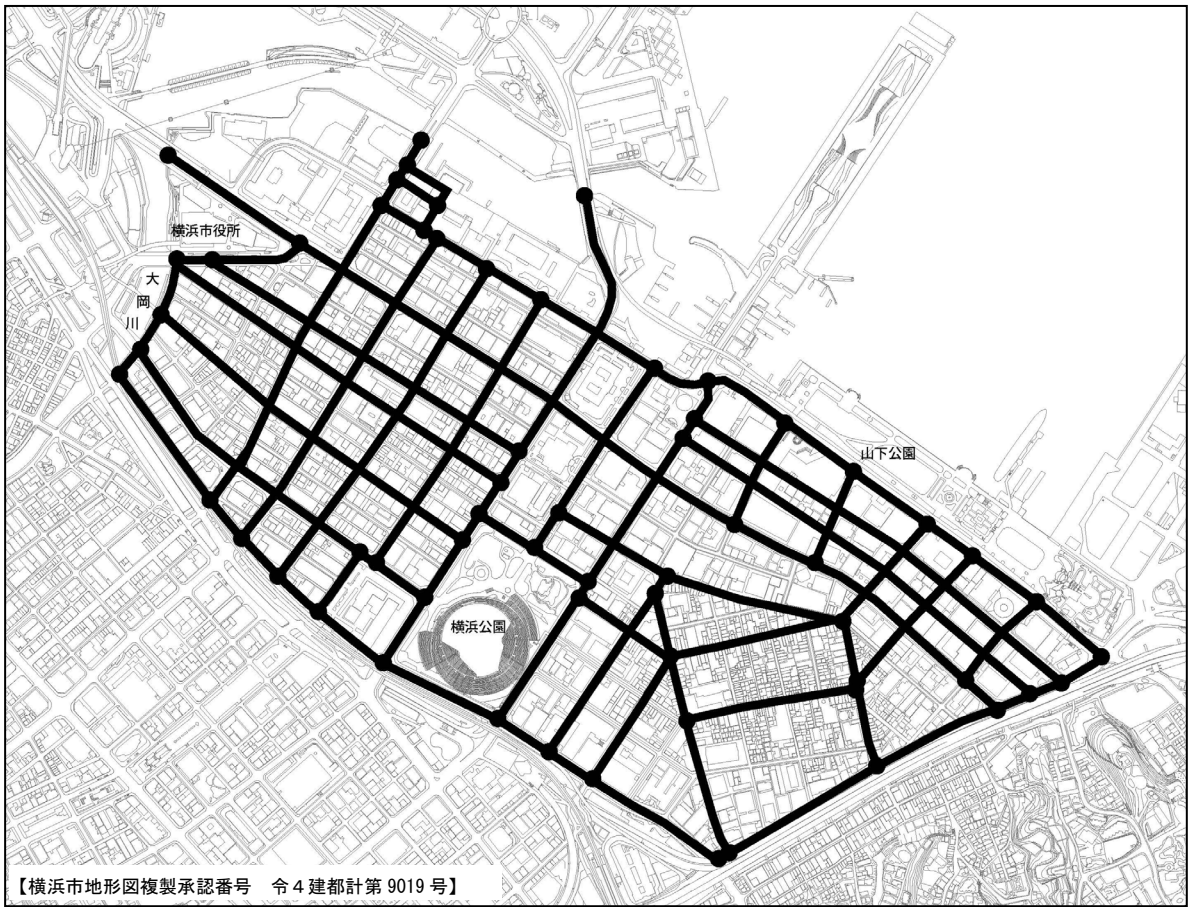 横浜市役所
大
岡
川
山下公園
横浜公園
【横浜市地形図複製承認番号　令４建都計第 9019 号】